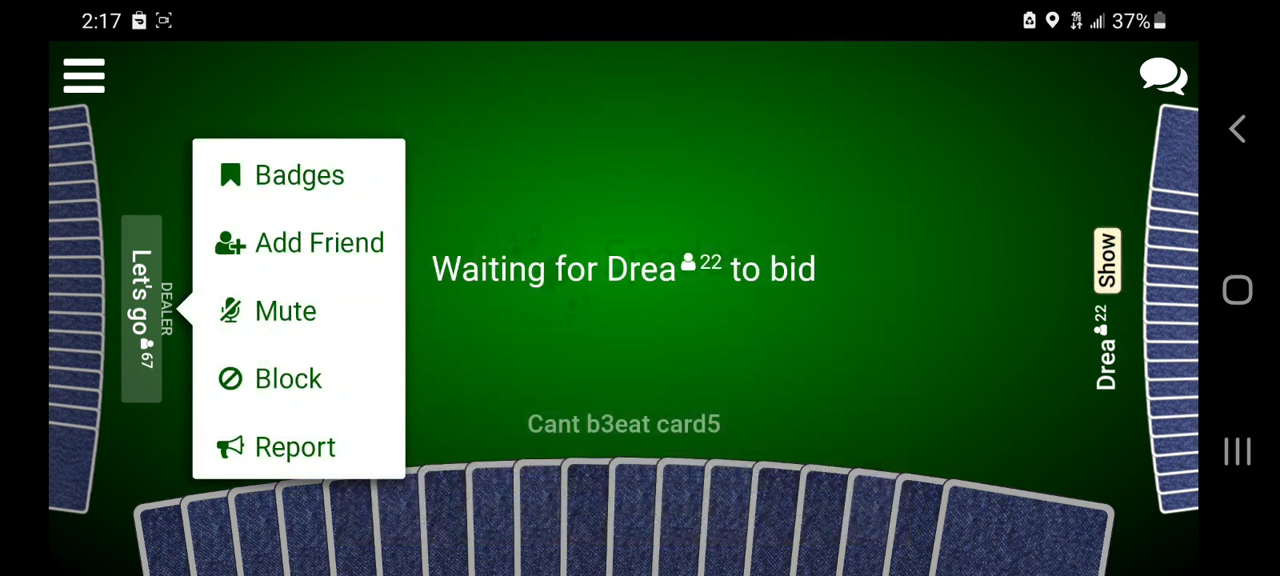 2:17
4G
37%
Badges
Add Friend
Mute
Block
Report
Let's go 67
DEALER
Waiting for Drea 22 to bid
Show
Drea 22
Cant b3eat card5